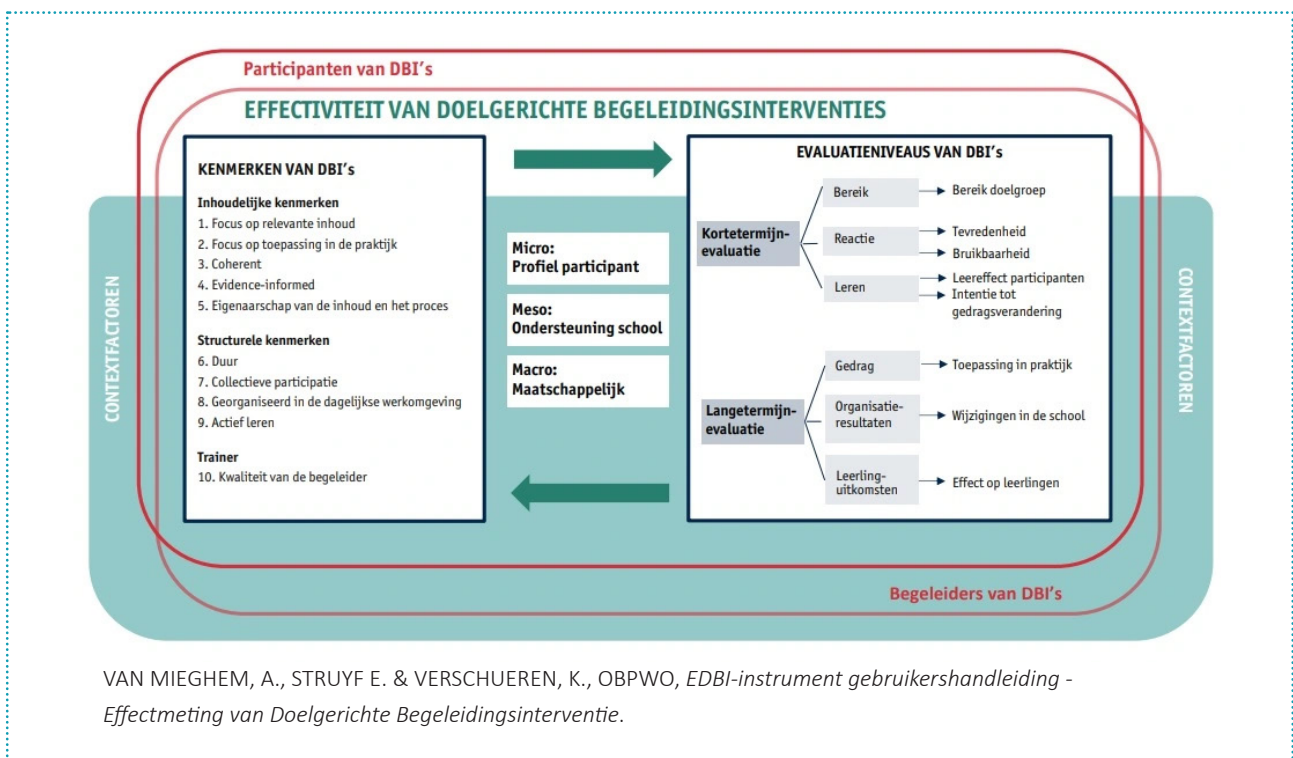 Participanten van DBI's
EFFECTIVITEIT VAN DOELGERICHTE BEGELEIDINGSINTERVENTIES
CONTEXTFACTOREN
KENMERKEN VAN DBI's
Inhoudelijke kenmerken
1. Focus op relevante inhoud
2. Focus op toepassing in de praktijk
3. Coherent
4. Evidence-informed
5. Eigenaarschap van de inhoud en het proces
Structurele kenmerken
6. Duur
7. Collectieve participatie
8. Georganiseerd in de dagelijkse werkomgeving
9. Actief leren
Trainer
10. Kwaliteit van de begeleider
Micro:
Profiel participant
Meso:
Ondersteuning school
Macro:
Maatschappelijk
EVALUATIENIVEAUS VAN DBI's
Kortetermijn-
evaluatie
Bereik
Bereik doelgroep
Reactie
Tevredenheid
Bruikbaarheid
Leren
Leereffect participanten
Intentie tot
gedragsverandering
Langetermijn-
evaluatie
Gedrag
Toepassing in praktijk
Organisatie-
resultaten
Wijzigingen in de school
Leerling-
uitkomsten
Effect op leerlingen
CONTEXTFACTOREN
Begeleiders van DBI's
VAN MIEGHEM, A., STRUYF E. & VERSCHUEREN, K., OBPWO, EDBI-instrument gebruikershandleiding -
Effectmeting van Doelgerichte Begeleidingsinterventie.